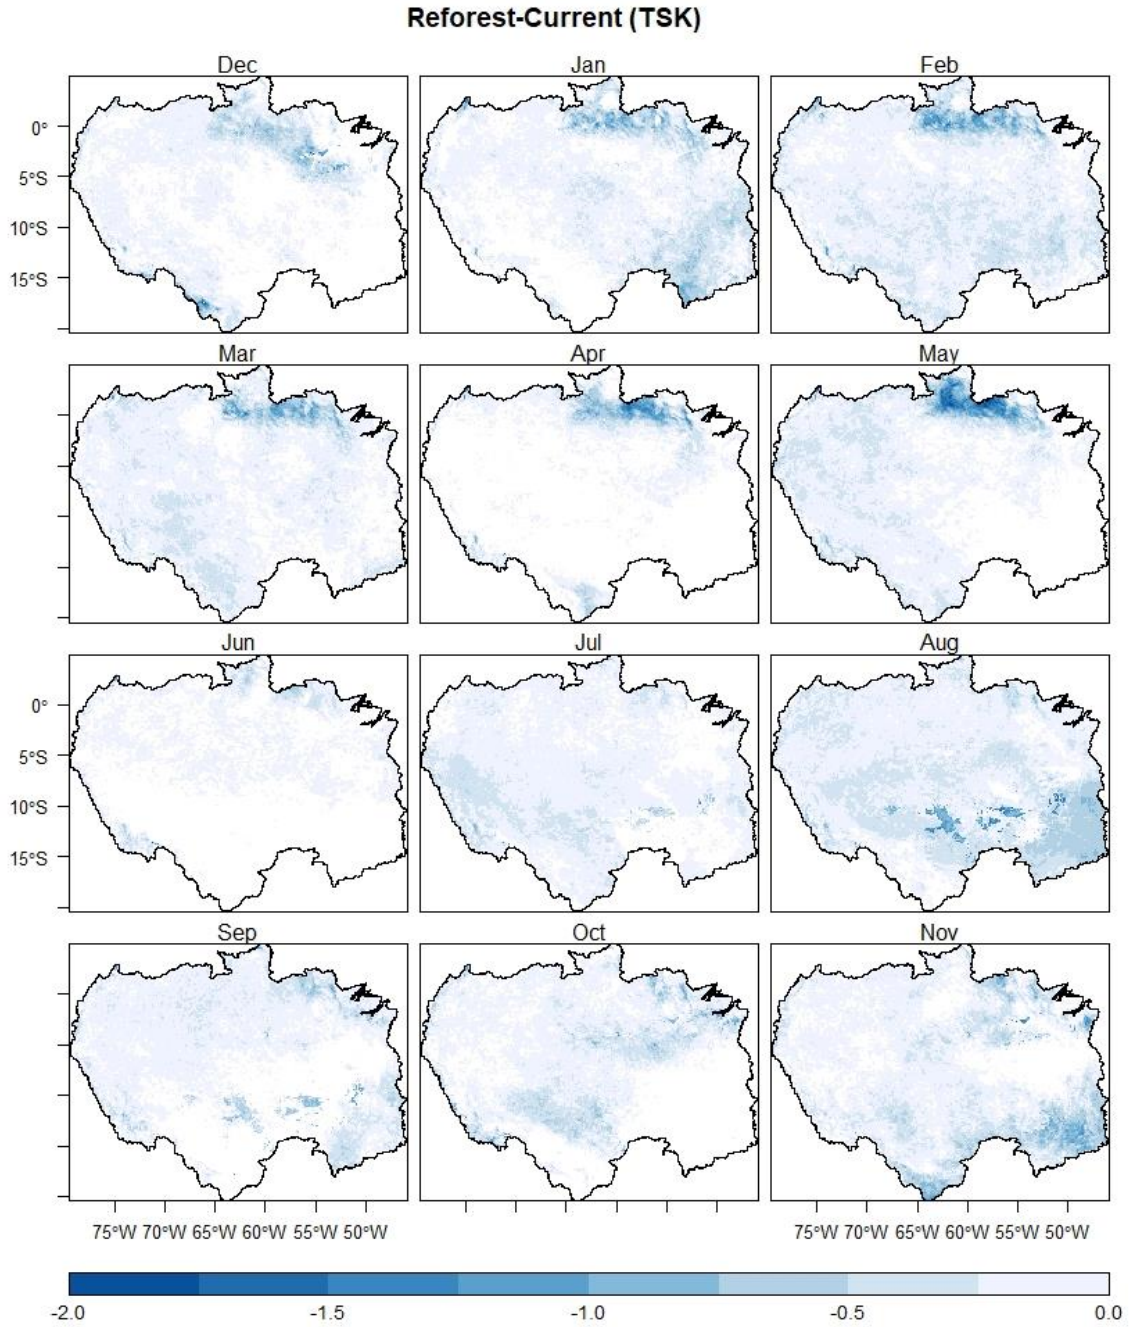 Reforest-Current (TSK)
Dec Jan Feb
0°
5°S
10°S
15°S
Mar Apr May
Jun Jul Aug
0°
5°S
10°S
15°S
Sep Oct Nov
75°W 70°W 65°W 60°W 55°W 50°W 75°W 70°W 65°W 60°W 55°W 50°W
-2.0 -1.5 -1.0 -0.5 0.0